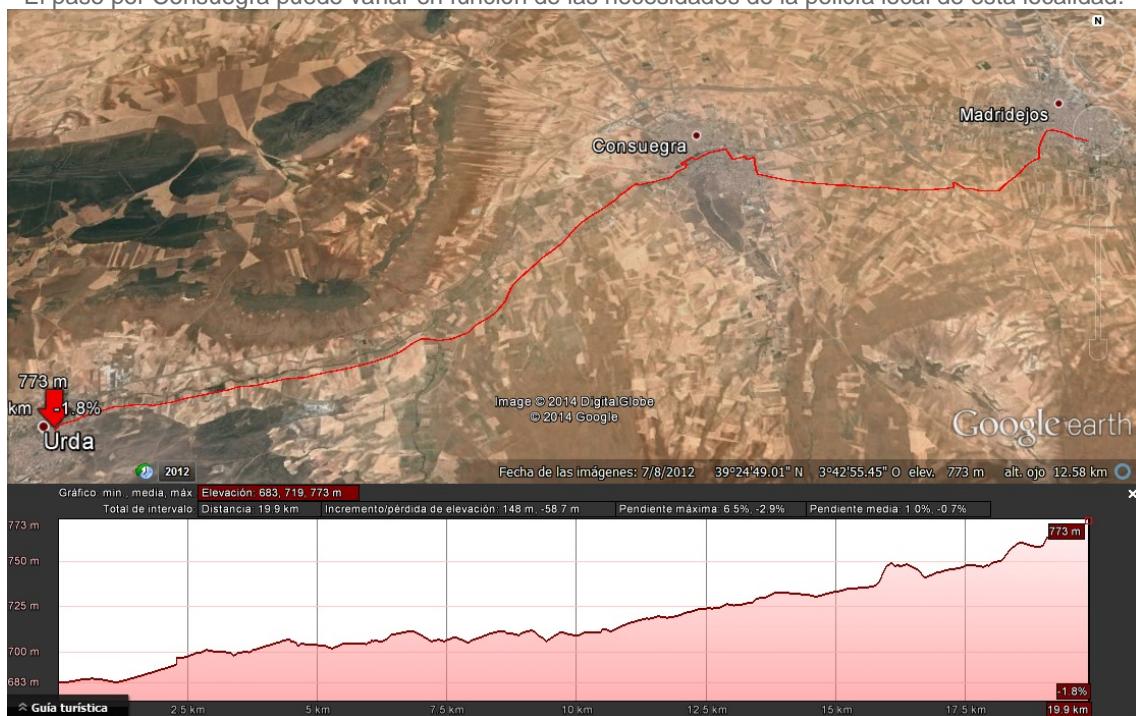 El paso por Consuegra puede variar en función de las necesidades de la policía local de esta localidad.
N
Madridejos
Consuegra
773 m
km -1.8%
Urda
Image © 2014 DigitalGlobe
© 2014 Google
Google earth
2012
Fecha de las imágenes: 7/8/2012 39°24'49.01" N 3°42'55.45" O elev. 773 m alt. ojo 12.58 km
Gráfico: min., media, máx. Elevación: 683, 719, 773 m
Total de intervalo: Distancia: 19.9 km Incremento/pérdida de elevación: 148 m, -58.7 m Pendiente máxima: 6.5%, -2.9% Pendiente media: 1.0%, -0.7%
773 m
773 m
750 m
725 m
700 m
683 m
-1.8%
Guía turística
2.5 km 5 km 7.5 km 10 km 12.5 km 15 km 17.5 km 19.9 km